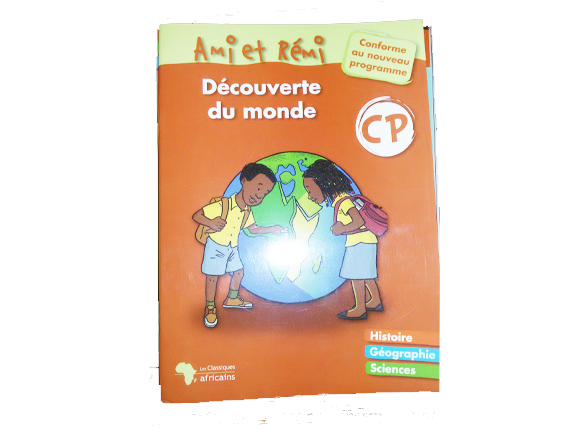 Ami et Rémi
Conforme
au nouveau
programme
Découverte
du monde
CP
Histoire
Géographie
Sciences
Les Classiques
africains